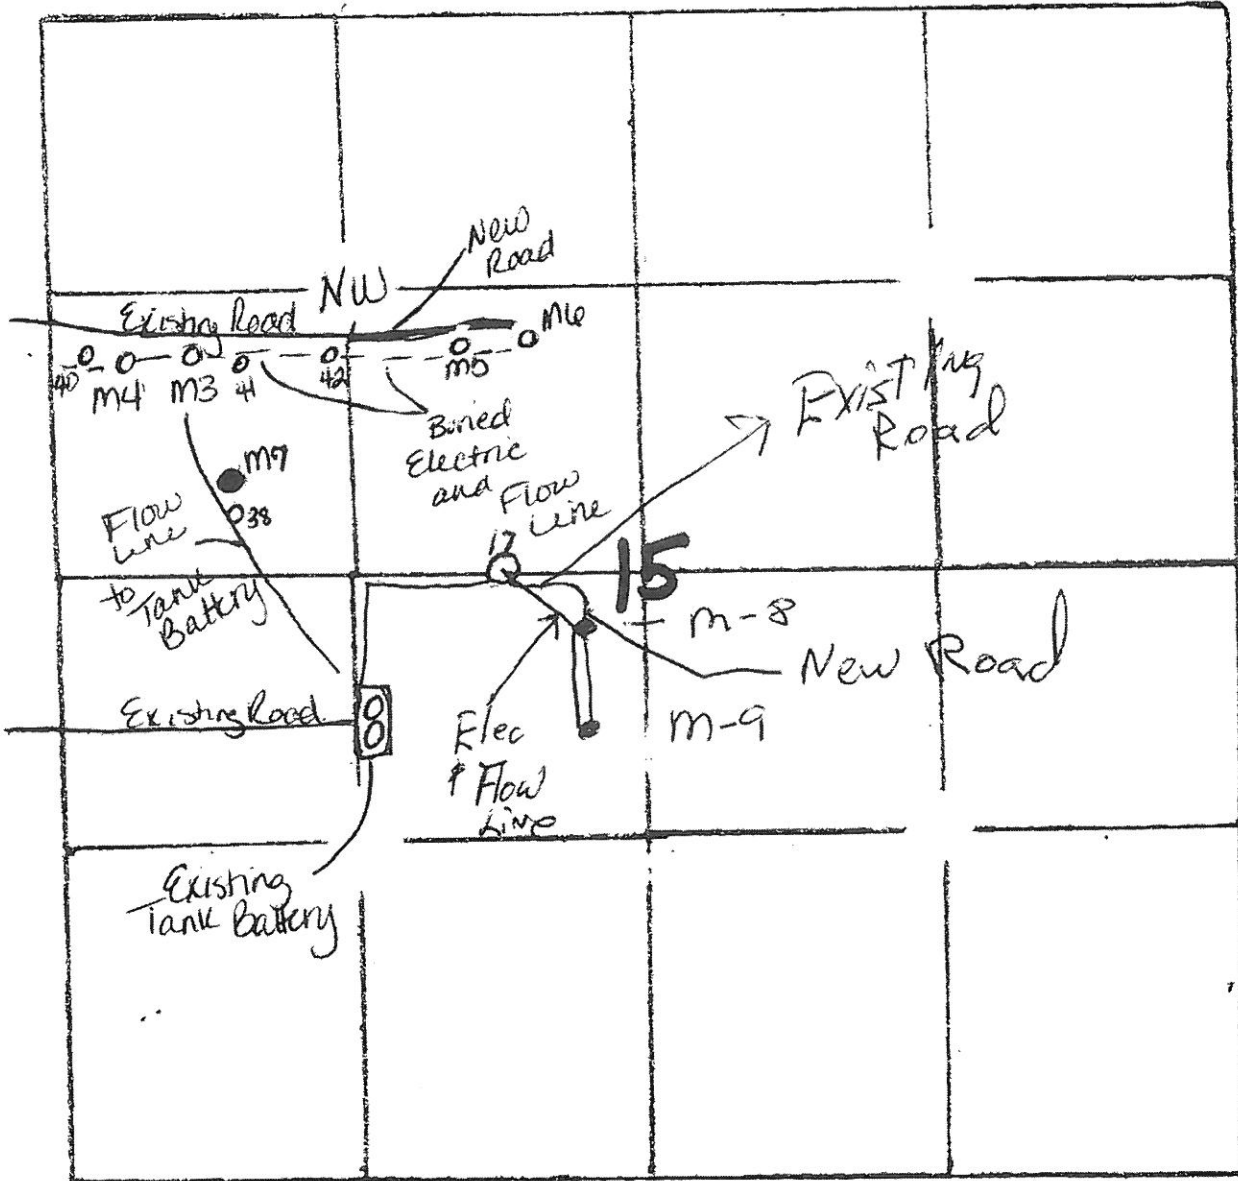 New
Road
NW
Existing Road
M6
40
M4
M3
41
42
M5
Buried
Electric
and
Flow
Line
Existing
Road
M7
38
Flow
Line
to
Tank
Battery
17
15
m-8
New Road
Existing Road
m-9
Elec
& Flow
Line
Existing
Tank Battery